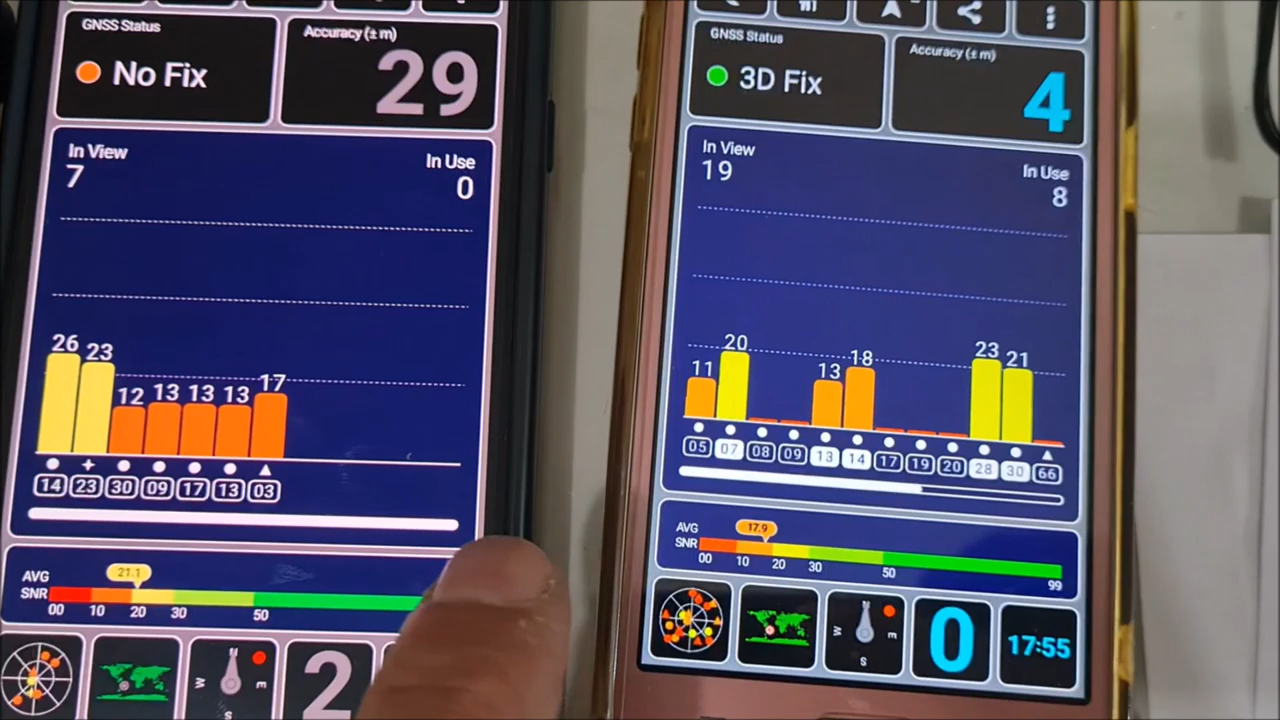 GNSS Status
No Fix
Accuracy (± m)
29
In View
7
In Use
0
26 23 12 13 13 13 17
14 23 30 09 17 13 03
AVG
SNR
21.1
00 10 20 30 50
N
W E
S
2
GNSS Status
3D Fix
Accuracy (± m)
4
In View
19
In Use
8
11 20 13 18 23 21
05 07 08 09 13 14 17 19 20 28 30 66
AVG
SNR
17.9
00 10 20 30 50 99
W E
S
0
17:55